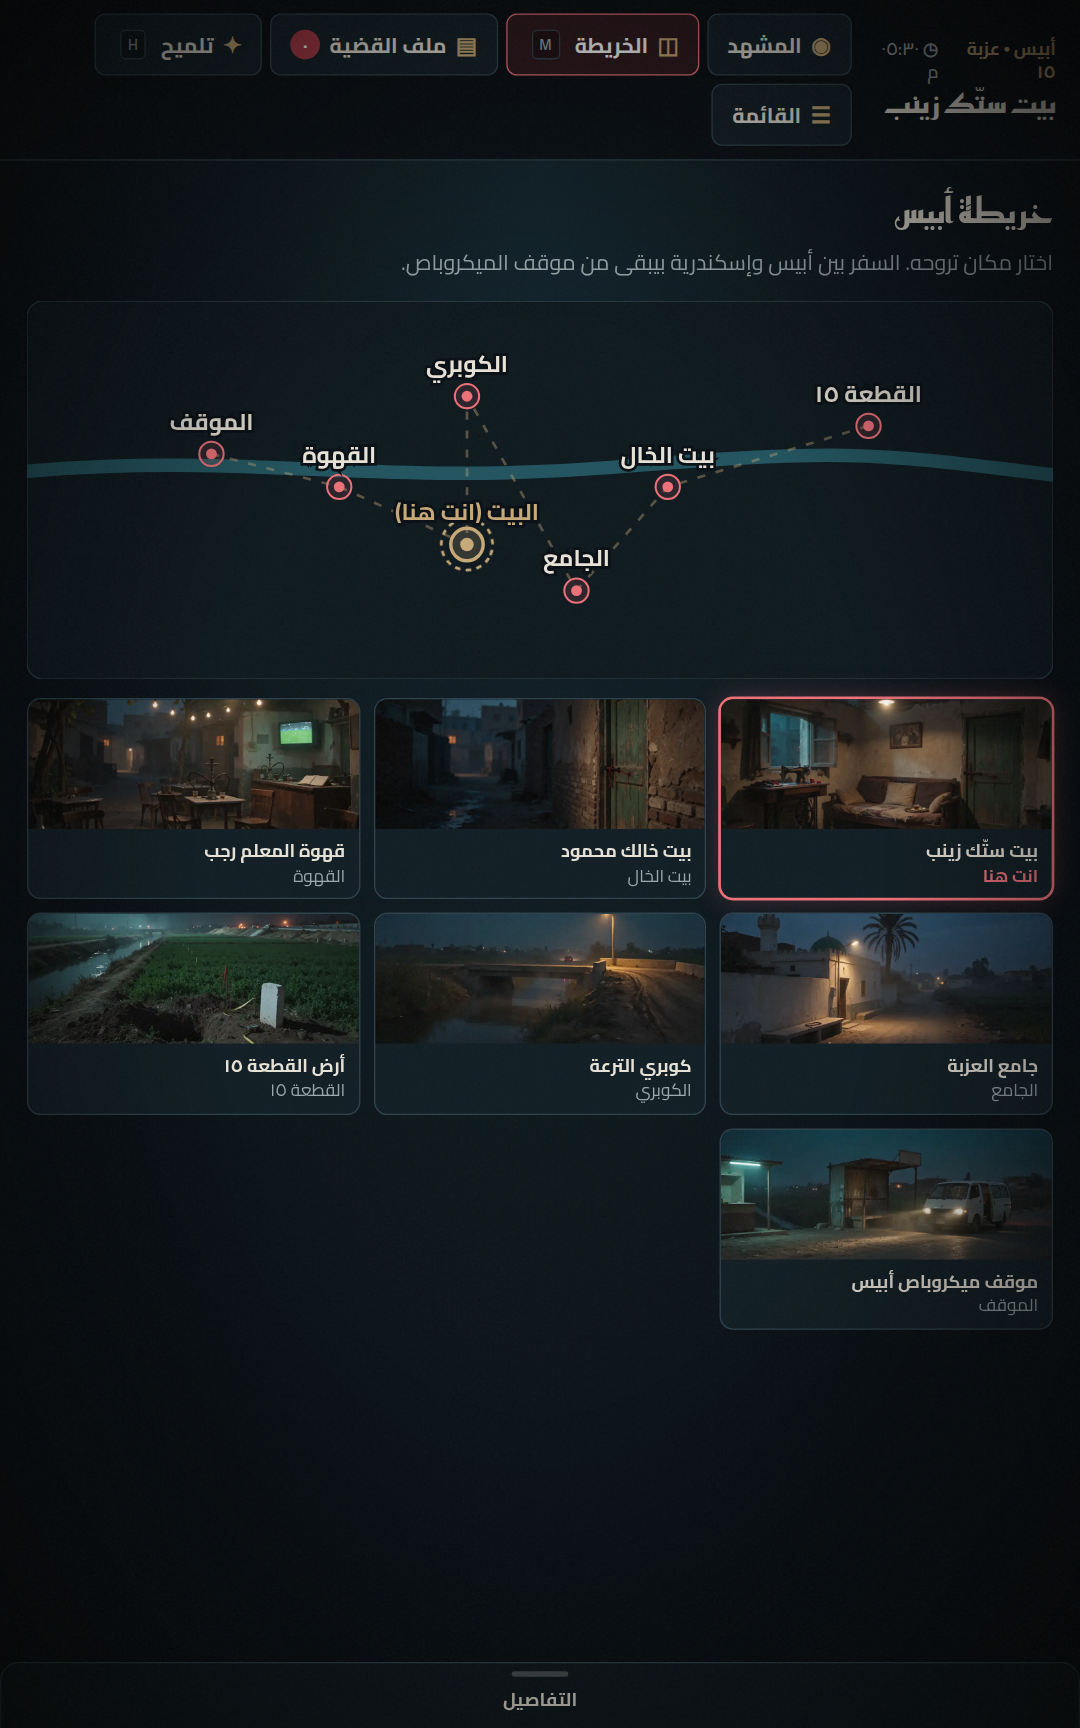 أبيس • عزبة ١٥
٠٥:٣٠ م
بيت ستّك زينب
المشهد
الخريطة M
ملف القضية ٠
تلميح H
القائمة
خريطة أبيس
اختار مكان تروحه. السفر بين أبيس وإسكندرية بيبقى من موقف الميكروباص.
الكوبري
القطعة ١٥
الموقف
القهوة
بيت الخال
البيت (انت هنا)
الجامع
بيت ستّك زينب
انت هنا
بيت خالك محمود
بيت الخال
قهوة المعلم رجب
القهوة
جامع العزبة
الجامع
كوبري الترعة
الكوبري
أرض القطعة ١٥
القطعة ١٥
موقف ميكروباص أبيس
الموقف
التفاصيل